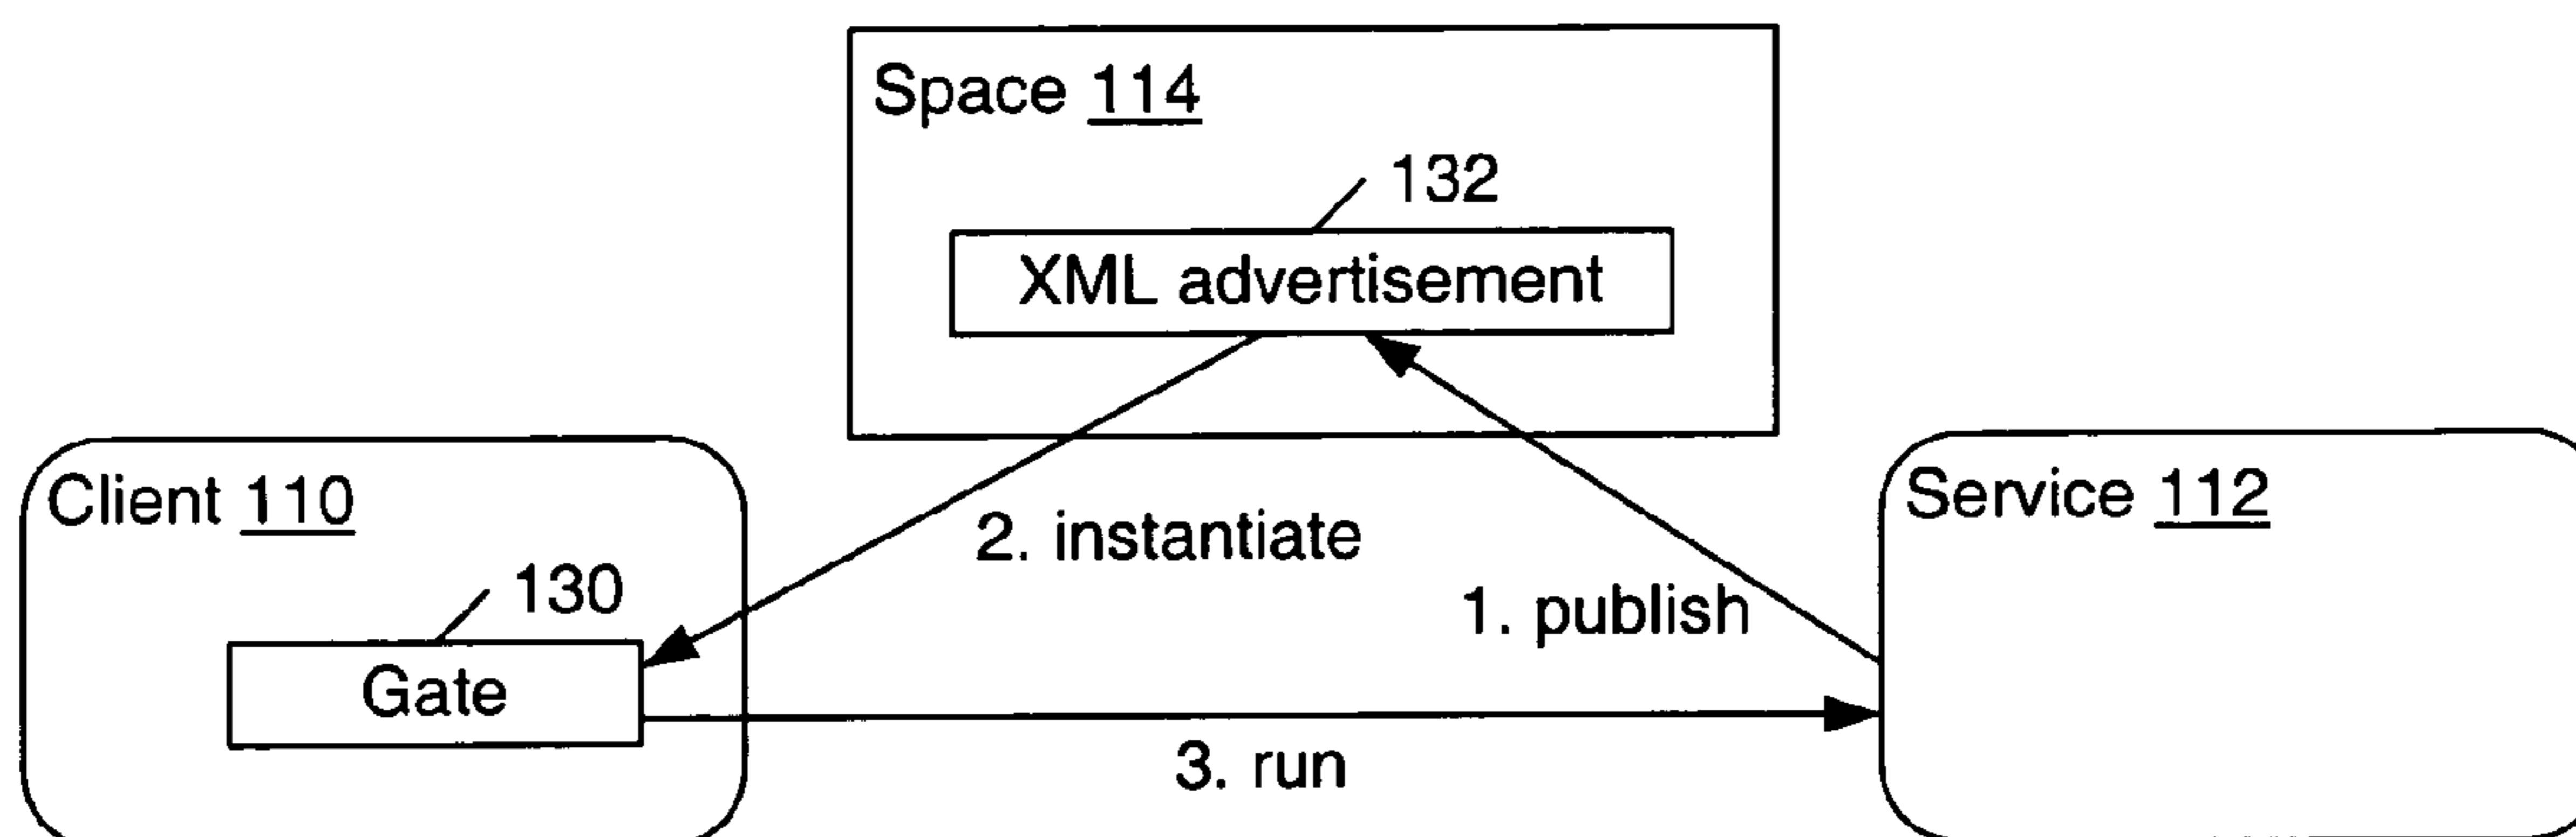 Space 114
132
XML advertisement
Client 110
Service 112
2. instantiate
130
1. publish
Gate
3. run